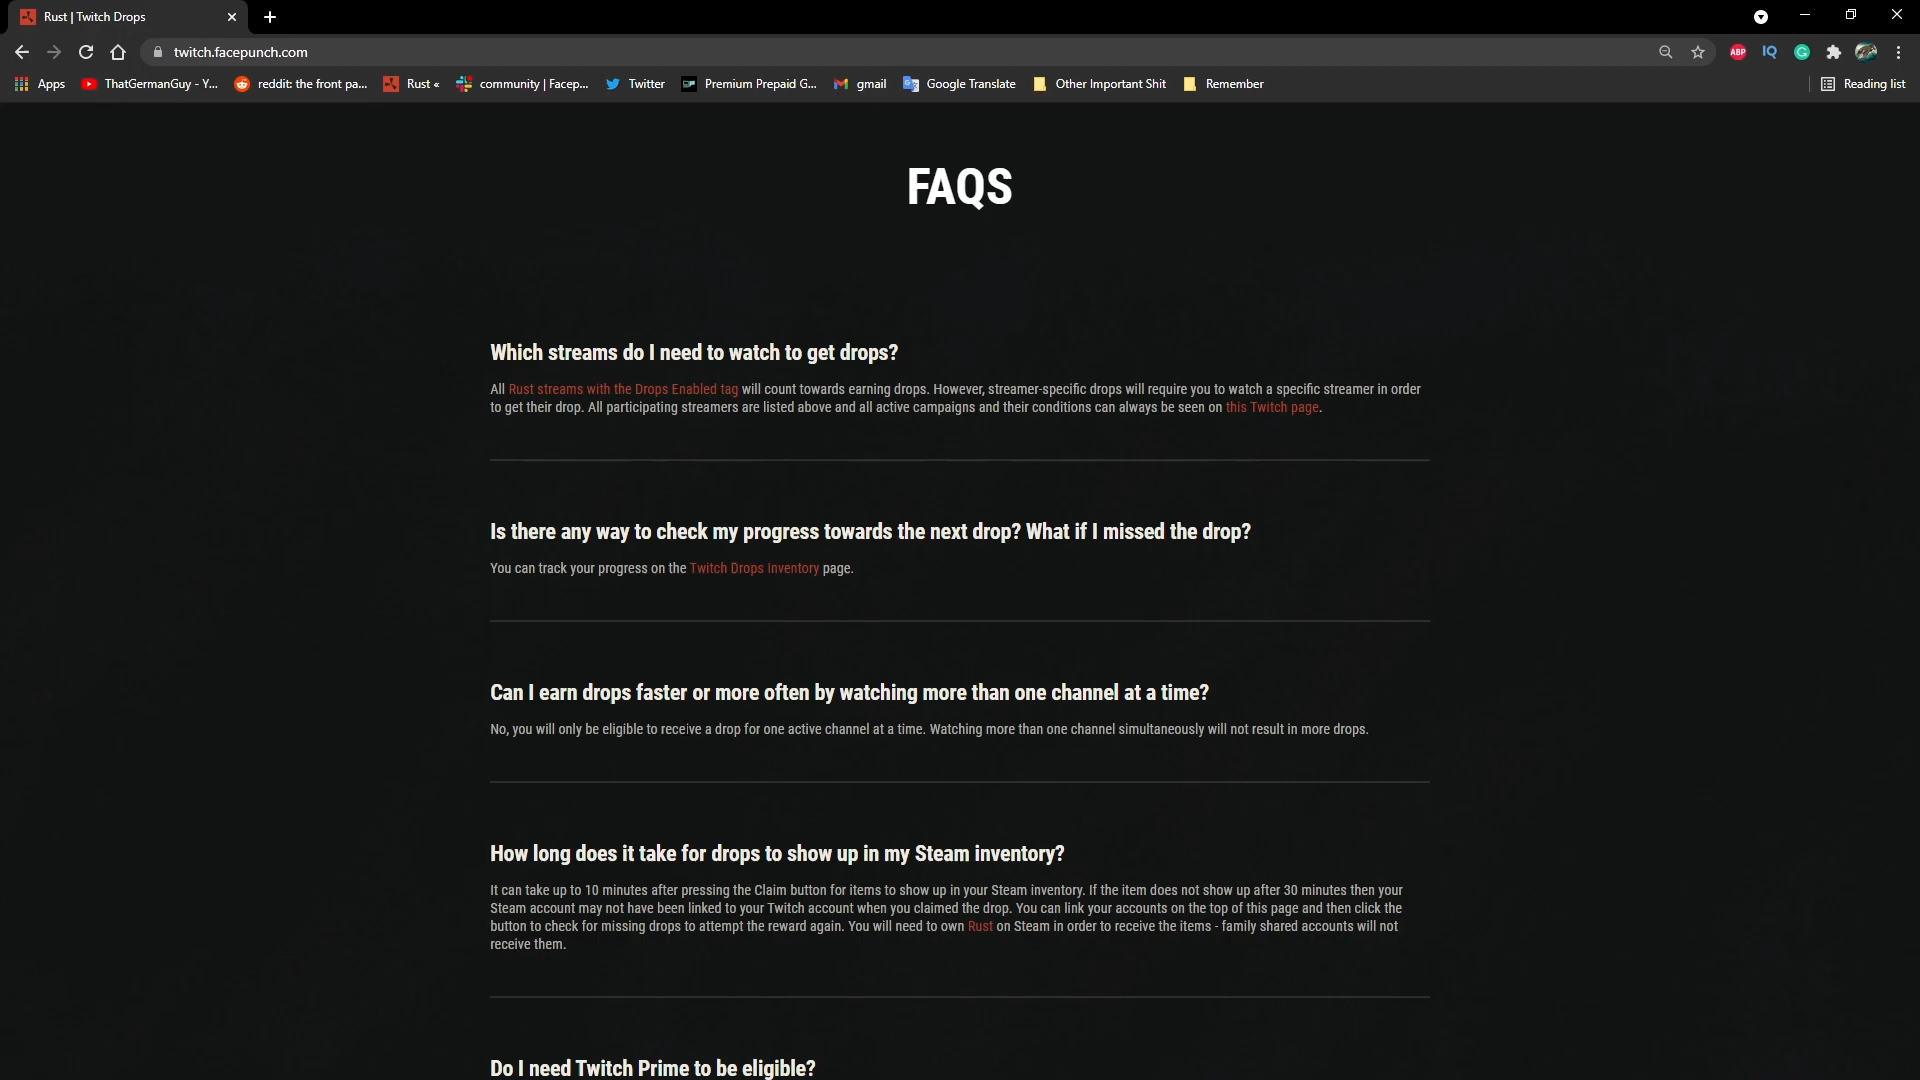 Rust | Twitch Drops
twitch.facepunch.com
ABP
IQ
Apps
ThatGermanGuy - Y...
reddit: the front pa...
Rust «
community | Facep...
Twitter
Premium Prepaid G...
gmail
Google Translate
Other Important Shit
Remember
Reading list
FAQS
Which streams do I need to watch to get drops?
All Rust streams with the Drops Enabled tag will count towards earning drops. However, streamer-specific drops will require you to watch a specific streamer in order
to get their drop. All participating streamers are listed above and all active campaigns and their conditions can always be seen on this Twitch page.
Is there any way to check my progress towards the next drop? What if I missed the drop?
You can track your progress on the Twitch Drops Inventory page.
Can I earn drops faster or more often by watching more than one channel at a time?
No, you will only be eligible to receive a drop for one active channel at a time. Watching more than one channel simultaneously will not result in more drops.
How long does it take for drops to show up in my Steam inventory?
It can take up to 10 minutes after pressing the Claim button for items to show up in your Steam inventory. If the item does not show up after 30 minutes then your
Steam account may not have been linked to your Twitch account when you claimed the drop. You can link your accounts on the top of this page and then click the
button to check for missing drops to attempt the reward again. You will need to own Rust on Steam in order to receive the items - family shared accounts will not
receive them.
Do I need Twitch Prime to be eligible?